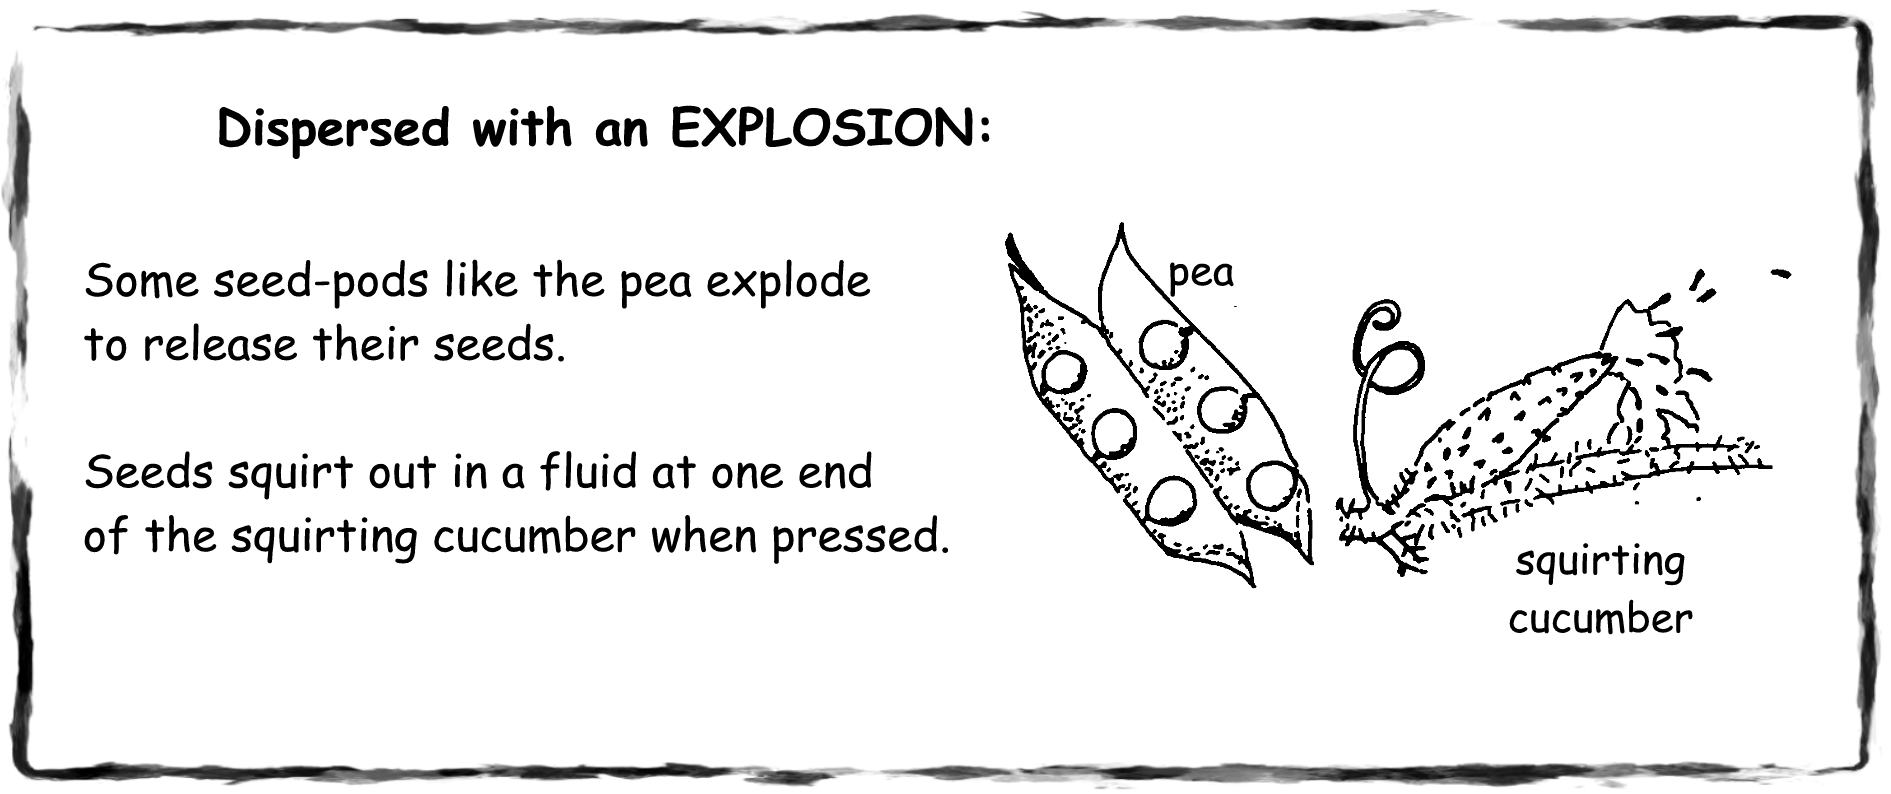 Dispersed with an EXPLOSION:
Some seed-pods like the pea explode
to release their seeds.
Seeds squirt out in a fluid at one end
of the squirting cucumber when pressed.
pea
squirting
cucumber